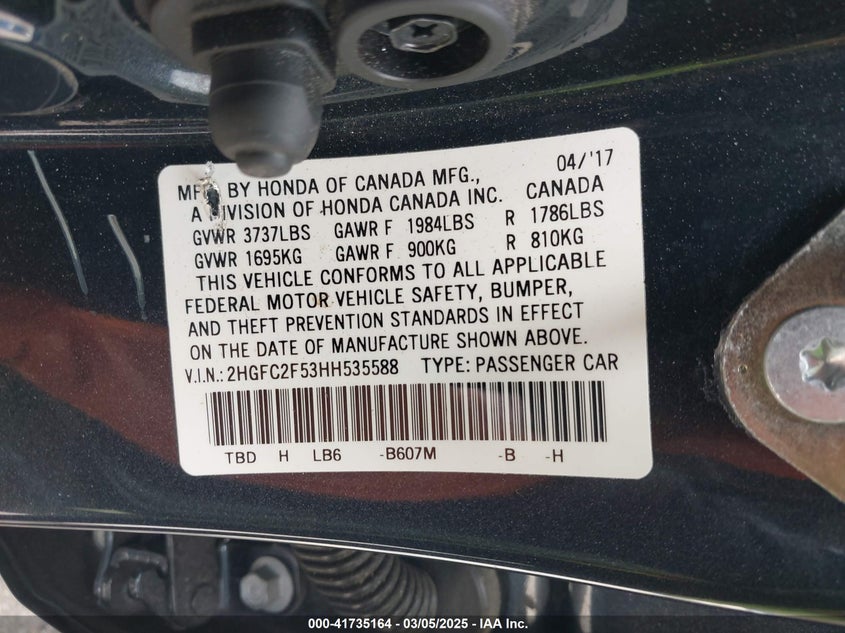 04/'17
BY HONDA OF CANADA MFG.,
A DIVISION OF HONDA CANADA INC. CANADA
GVWR 3737LBS GAWR F 1984LBS R 1786LBS
GVWR 1695KG GAWR F 900KG R 810KG
THIS VEHICLE CONFORMS TO ALL APPLICABLE
FEDERAL MOTOR VEHICLE SAFETY, BUMPER,
AND THEFT PREVENTION STANDARDS IN EFFECT
ON THE DATE OF MANUFACTURE SHOWN ABOVE.
V.I.N.: 2HGFC2F53HH535588 TYPE: PASSENGER CAR
TBD H LB6 -B607M -B -H
000-41735164 - 03/05/2025 - IAA Inc.